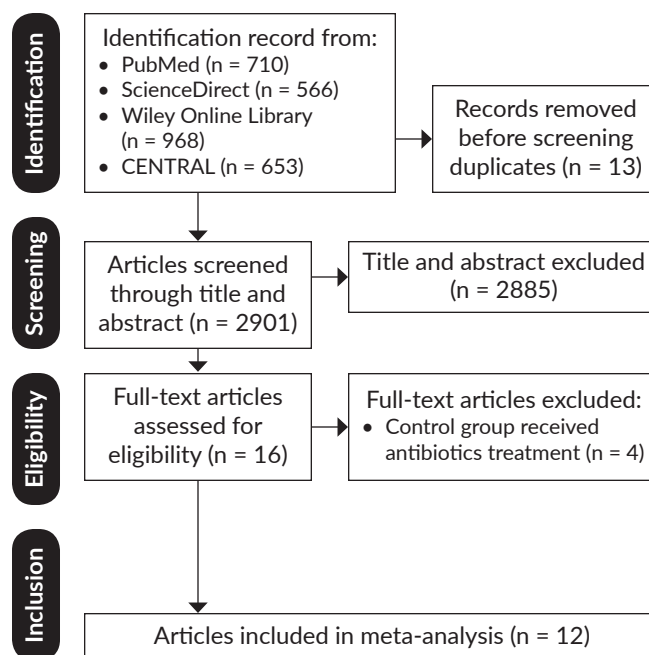 Identification
Identification record from:
• PubMed (n = 710)
• ScienceDirect (n = 566)
• Wiley Online Library
(n = 968)
• CENTRAL (n = 653)
Records removed
before screening
duplicates (n = 13)
Screening
Articles screened
through title and
abstract (n = 2901)
Title and abstract excluded
(n = 2885)
Eligibility
Full-text articles
assessed for
eligibility (n = 16)
Full-text articles excluded:
• Control group received
antibiotics treatment (n = 4)
Inclusion
Articles included in meta-analysis (n = 12)